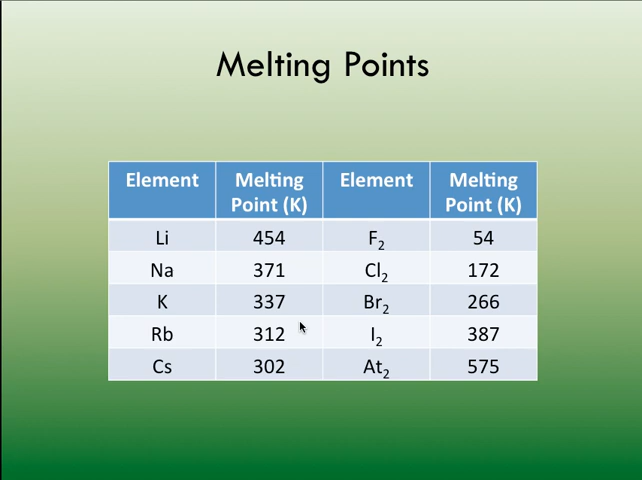 Melting Points
Element Melting Point (K) Element Melting Point (K)
Li 454 F₂ 54
Na 371 Cl₂ 172
K 337 Br₂ 266
Rb 312 I₂ 387
Cs 302 At₂ 575